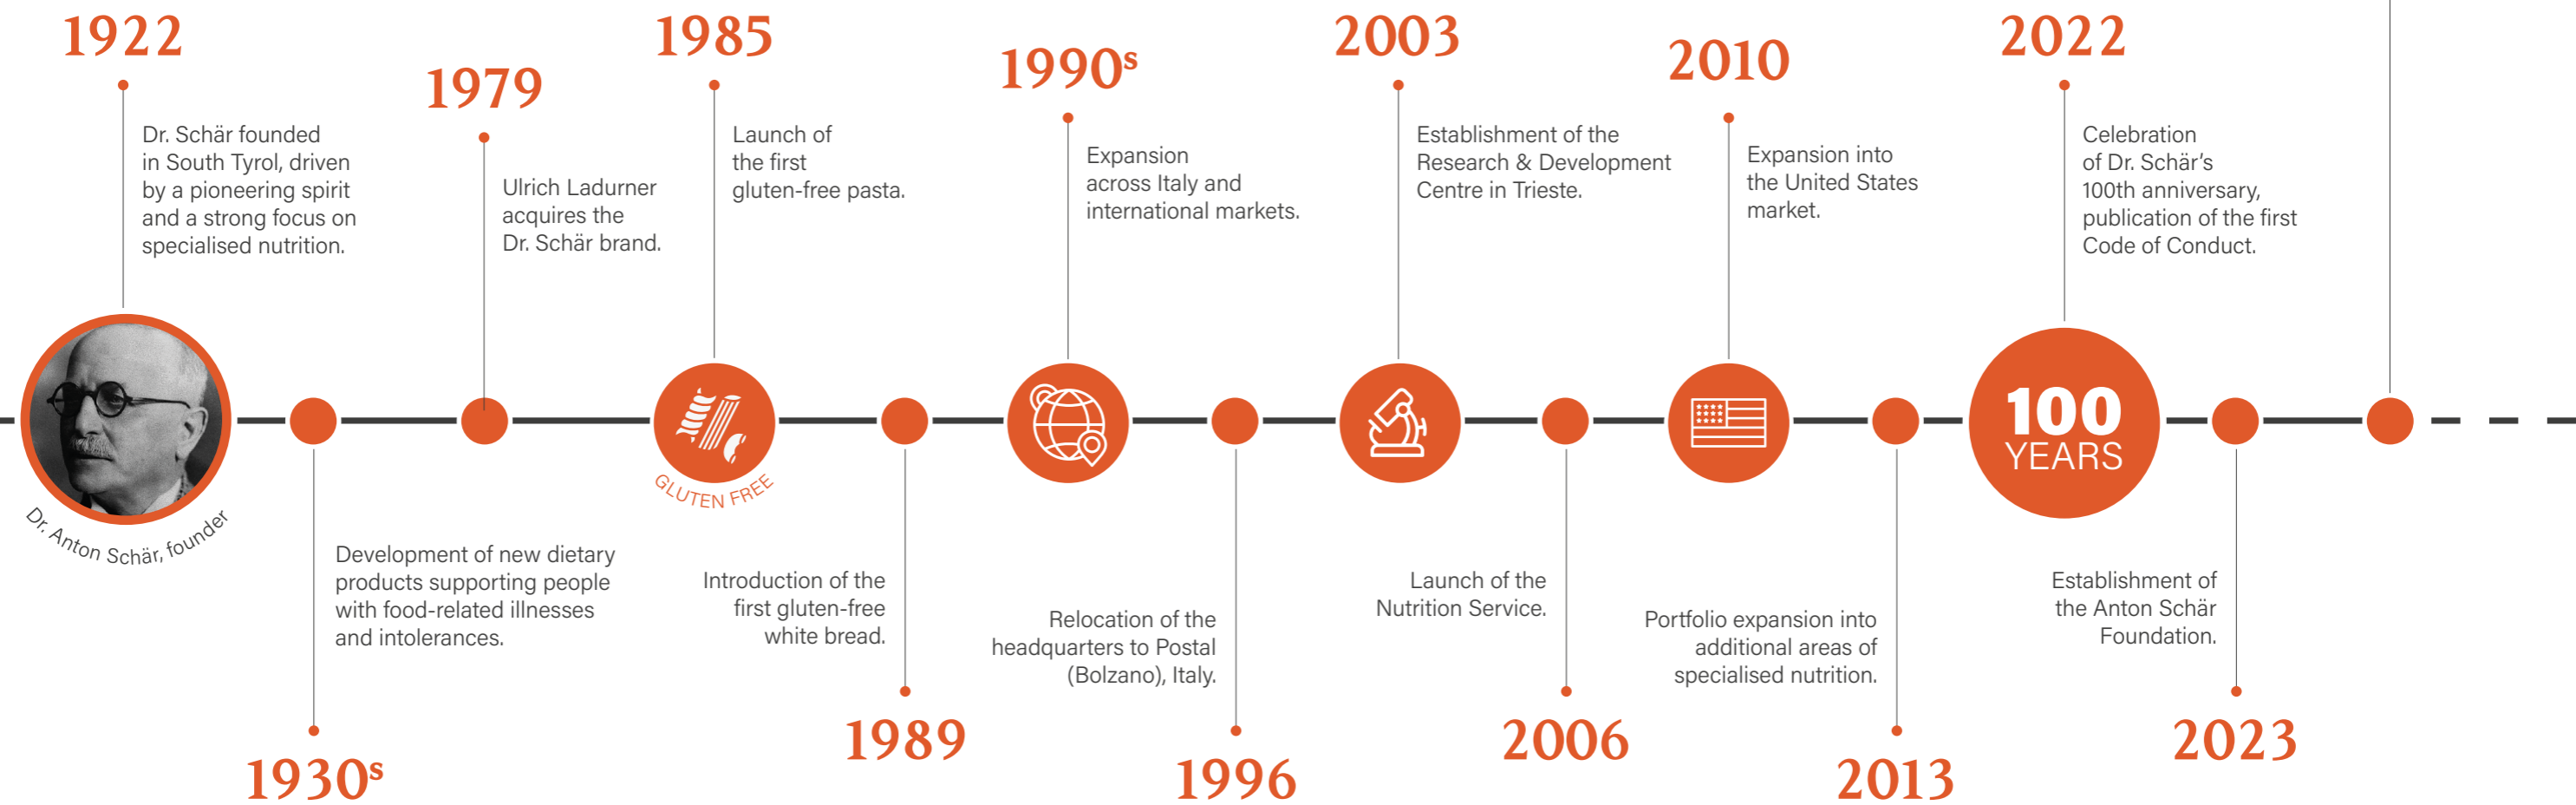 1922
Dr. Schär founded
in South Tyrol, driven
by a pioneering spirit
and a strong focus on
specialised nutrition.
Dr. Anton Schär, founder
Development of new dietary
products supporting people
with food-related illnesses
and intolerances.
1930s
1979
Ulrich Ladurner
acquires the
Dr. Schär brand.
1985
Launch of
the first
gluten-free pasta.
GLUTEN FREE
Introduction of the
first gluten-free
white bread.
1989
1990s
Expansion
across Italy and
international markets.
Relocation of the
headquarters to Postal
(Bolzano), Italy.
1996
2003
Establishment of the
Research & Development
Centre in Trieste.
Launch of the
Nutrition Service.
2006
2010
Expansion into
the United States
market.
Portfolio expansion into
additional areas of
specialised nutrition.
2013
2022
Celebration
of Dr. Schär’s
100th anniversary,
publication of the first
Code of Conduct.
100
YEARS
Establishment of
the Anton Schär
Foundation.
2023